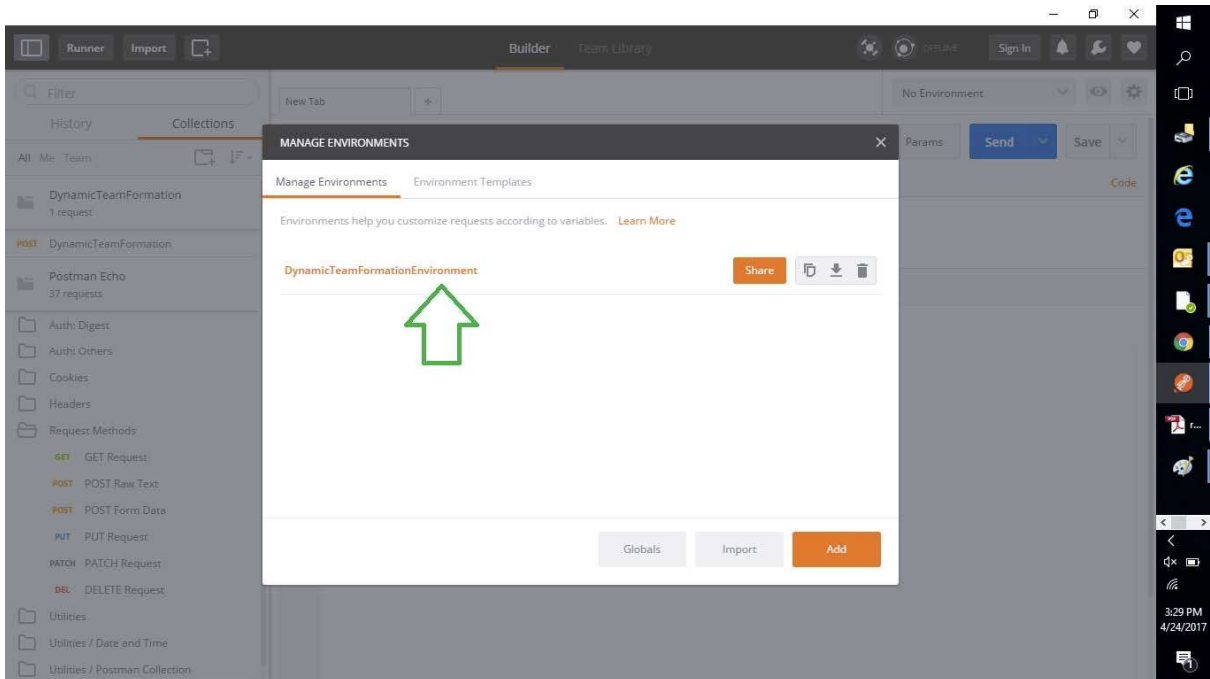 Runner Import
Builder Team Library
OFFLINE Sign In
Filter
New Tab +
No Environment
History Collections
MANAGE ENVIRONMENTS
Params Send Save
All Me Team
Manage Environments Environment Templates
Code
DynamicTeamFormation
1 request
Environments help you customize requests according to variables. Learn More
POST DynamicTeamFormation
DynamicTeamFormationEnvironment Share
Postman Echo
37 requests
Auth: Digest
Auth: Others
Cookies
Headers
Request Methods
GET GET Request
POST POST Raw Text
POST POST Form Data
PUT PUT Request
Globals Import Add
PATCH PATCH Request
DEL DELETE Request
Utilities
Utilities / Date and Time
Utilities / Postman Collection
r...
3:29 PM
4/24/2017
1